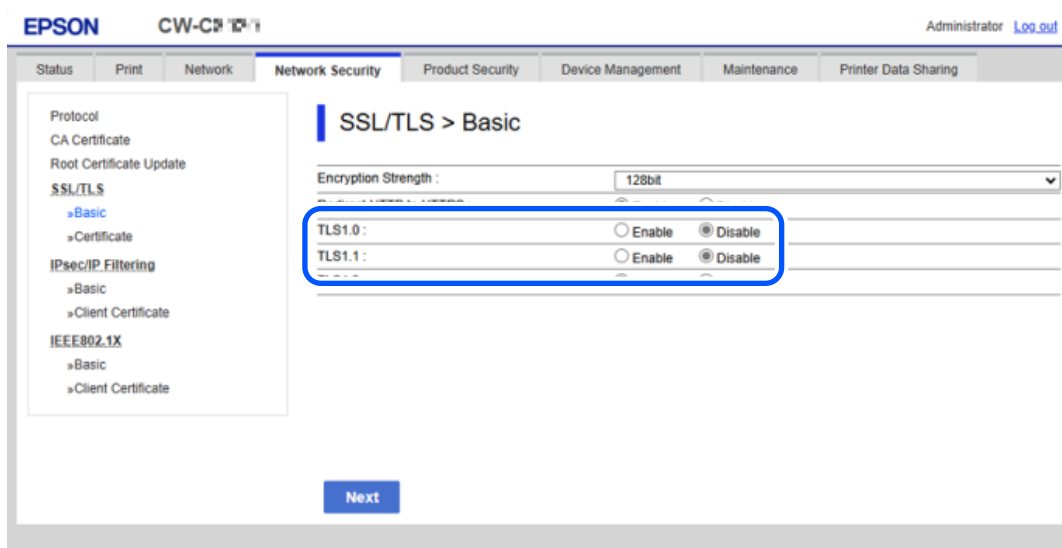 EPSON
Administrator Log out
Status Print Network Network Security Product Security Device Management Maintenance Printer Data Sharing
Protocol
CA Certificate
Root Certificate Update
SSL/TLS
»Basic
»Certificate
IPsec/IP Filtering
»Basic
»Client Certificate
IEEE802.1X
»Basic
»Client Certificate
SSL/TLS > Basic
Encryption Strength : 128bit
TLS1.0 : Enable Disable
TLS1.1 : Enable Disable
Next